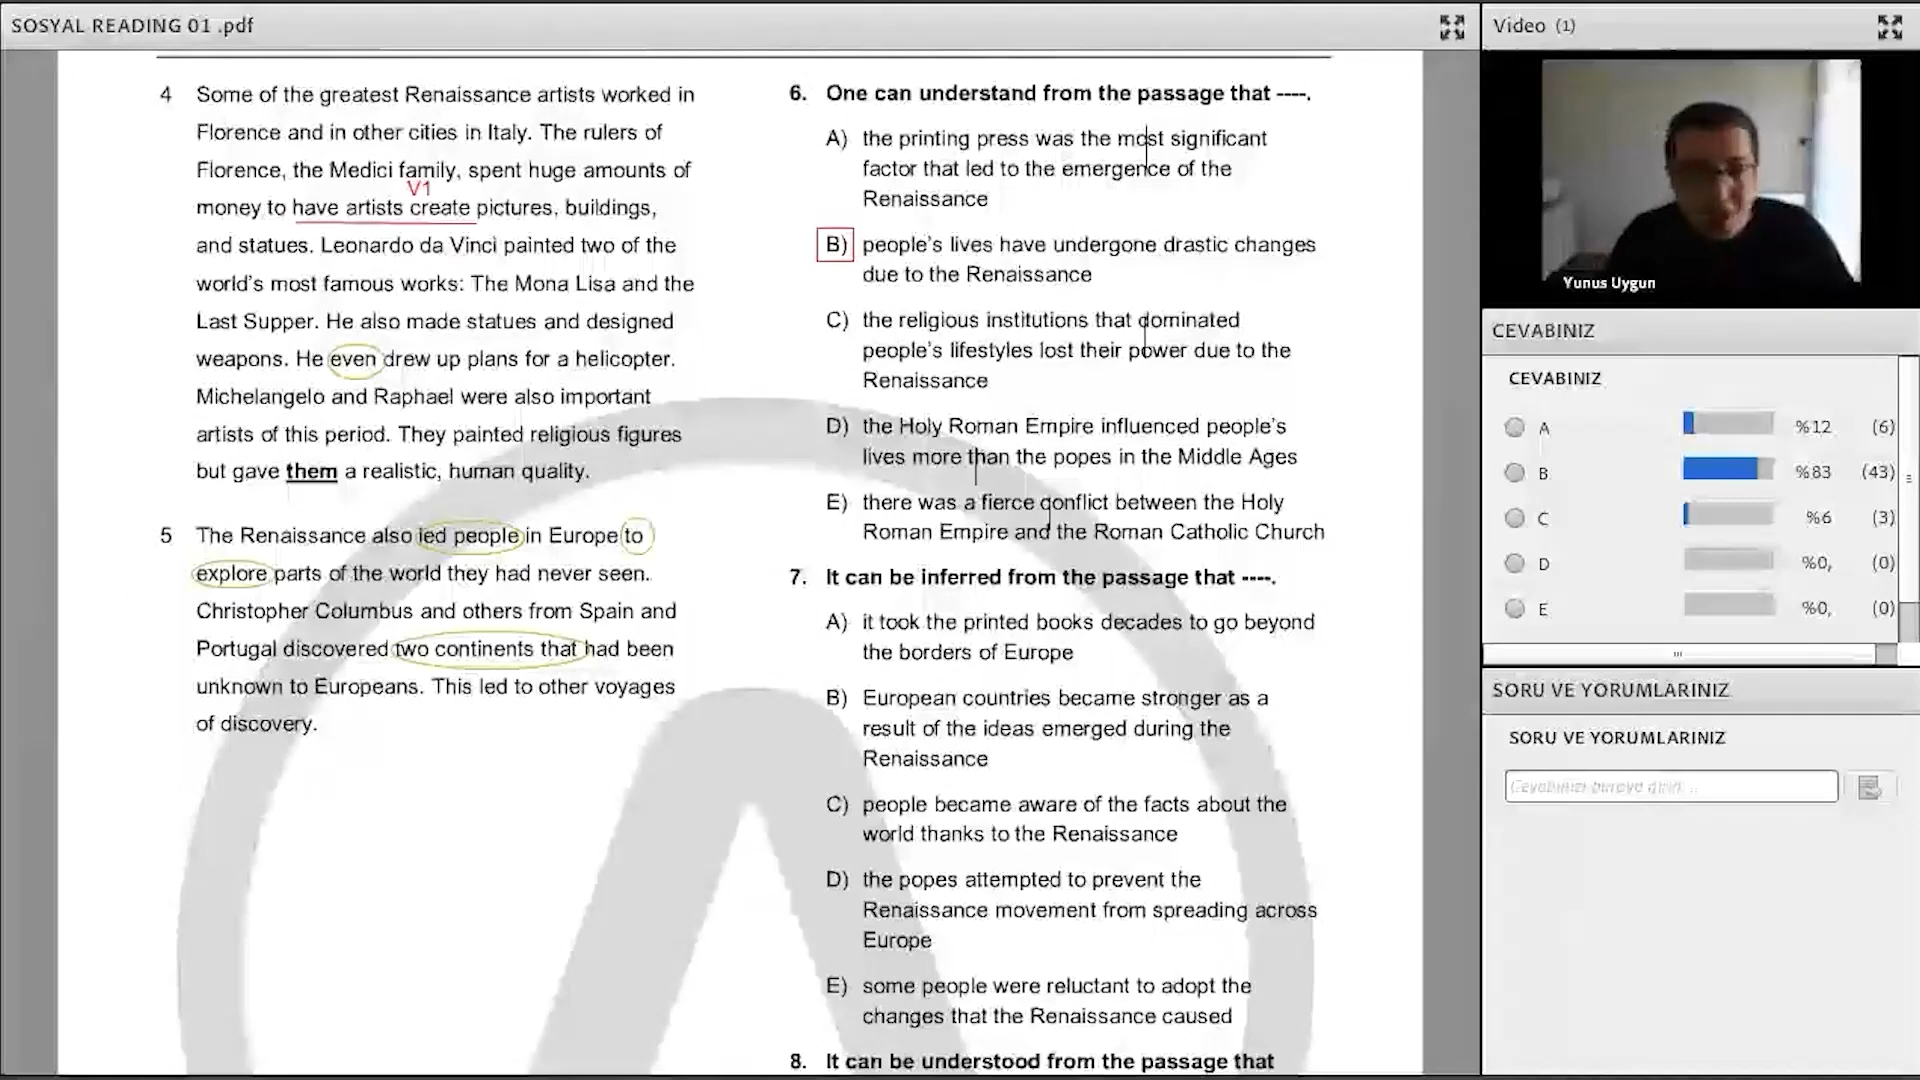 SOSYAL READING 01 .pdf
4 Some of the greatest Renaissance artists worked in
Florence and in other cities in Italy. The rulers of
Florence, the Medici family, spent huge amounts of
V1
money to have artists create pictures, buildings,
and statues. Leonardo da Vinci painted two of the
world's most famous works: The Mona Lisa and the
Last Supper. He also made statues and designed
weapons. He even drew up plans for a helicopter.
Michelangelo and Raphael were also important
artists of this period. They painted religious figures
but gave them a realistic, human quality.
5 The Renaissance also led people in Europe to
explore parts of the world they had never seen.
Christopher Columbus and others from Spain and
Portugal discovered two continents that had been
unknown to Europeans. This led to other voyages
of discovery.
6. One can understand from the passage that ----.
A) the printing press was the most significant
factor that led to the emergence of the
Renaissance
B) people's lives have undergone drastic changes
due to the Renaissance
C) the religious institutions that dominated
people's lifestyles lost their power due to the
Renaissance
D) the Holy Roman Empire influenced people's
lives more than the popes in the Middle Ages
E) there was a fierce conflict between the Holy
Roman Empire and the Roman Catholic Church
7. It can be inferred from the passage that ----.
A) it took the printed books decades to go beyond
the borders of Europe
B) European countries became stronger as a
result of the ideas emerged during the
Renaissance
C) people became aware of the facts about the
world thanks to the Renaissance
D) the popes attempted to prevent the
Renaissance movement from spreading across
Europe
E) some people were reluctant to adopt the
changes that the Renaissance caused
8. It can be understood from the passage that
Video (1)
Yunus Uygun
CEVABINIZ
CEVABINIZ
A %12 (6)
B %83 (43)
C %6 (3)
D %0, (0)
E %0, (0)
SORU VE YORUMLARINIZ
SORU VE YORUMLARINIZ
Cevabınızı buraya girin...